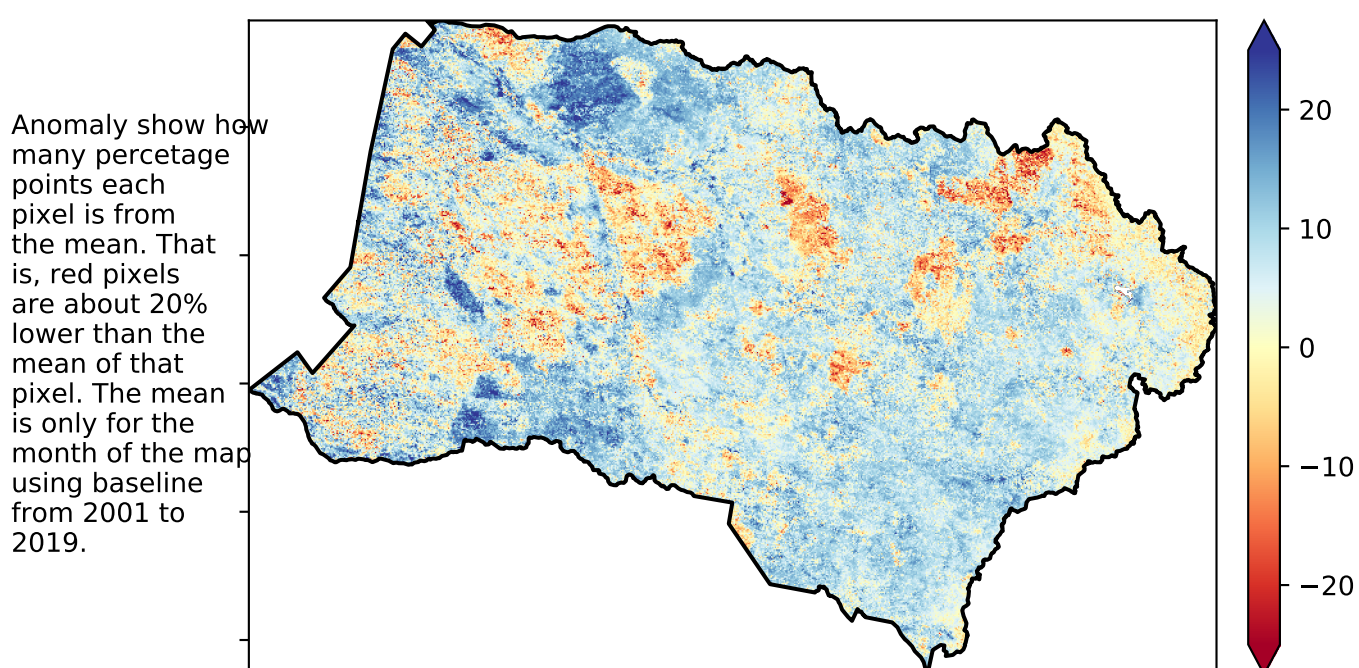 Anomaly show how
many percetage
points each
pixel is from
the mean. That
is, red pixels
are about 20%
lower than the
mean of that
pixel. The mean
is only for the
month of the map
using baseline
from 2001 to
2019.
20
10
0
−10
−20